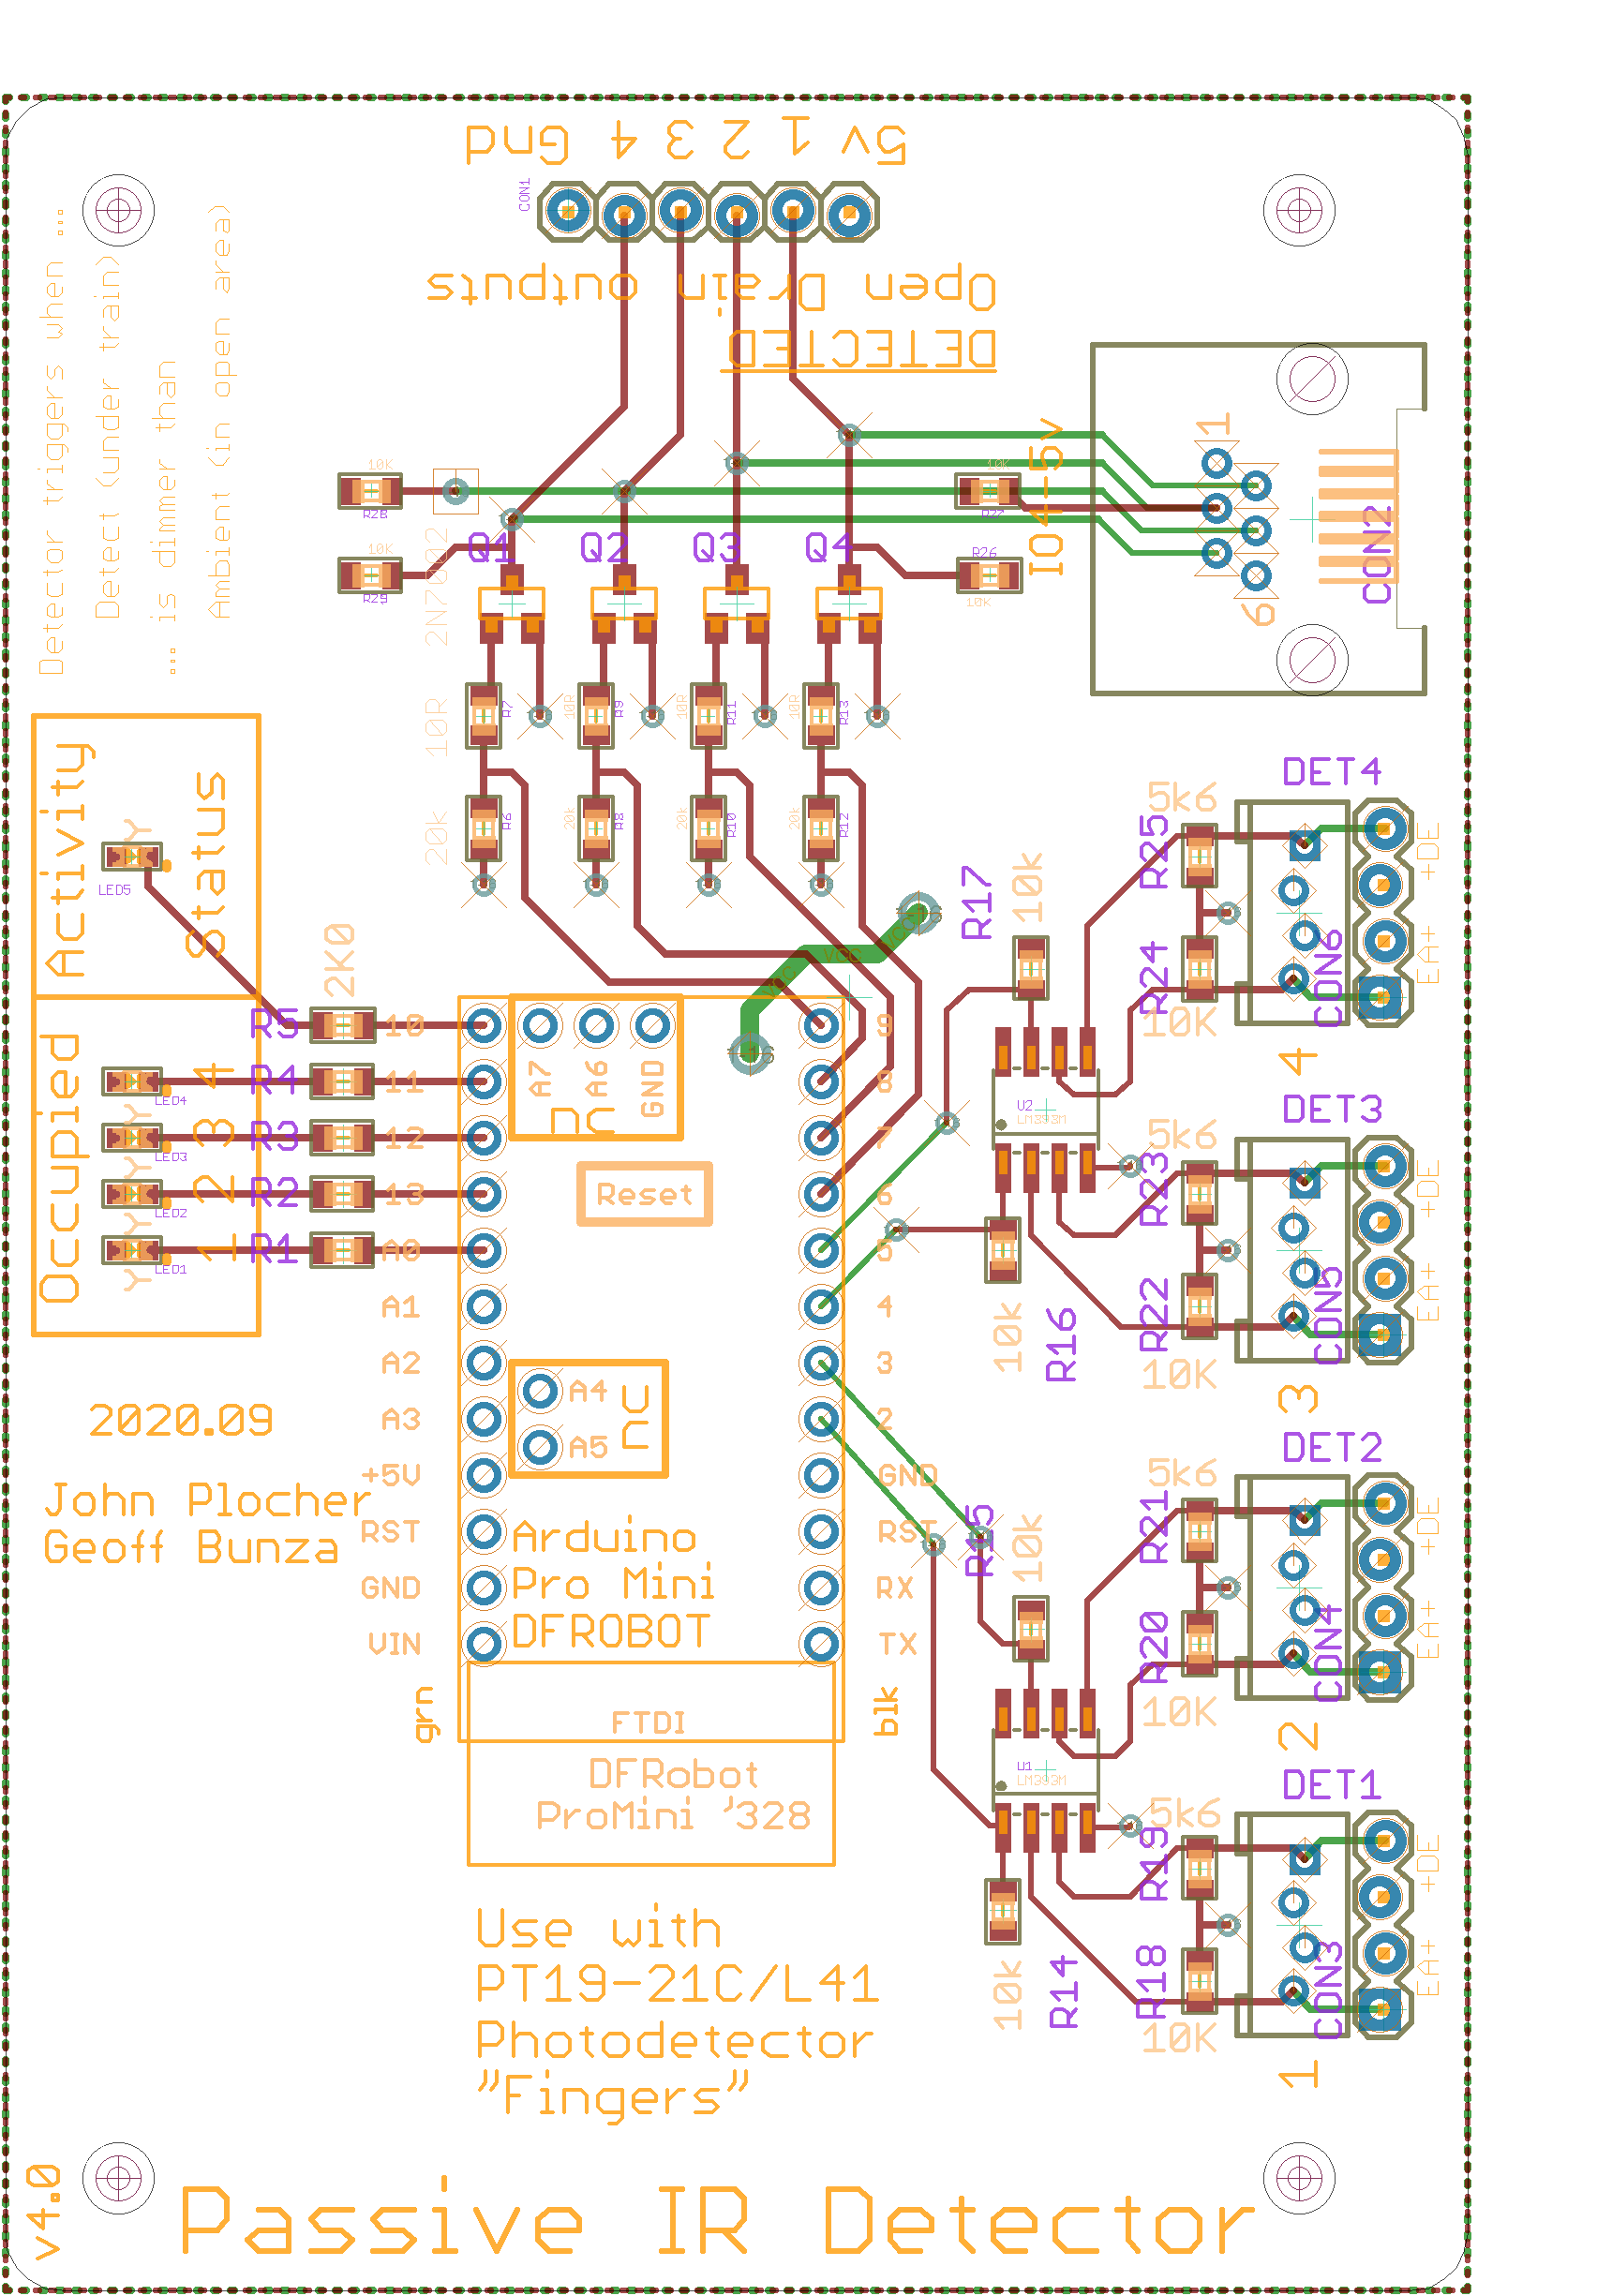 5v 1 2 3 4 Gnd
CON1
Open Drain outputs
DETECTED
Detector triggers when ...
Detect (under train)
... is dimmer than
Ambient (in open area)
10K
R28
10K
R29
10K
R27
R26
10K
I04-5v
1
6
CON2
Q1
Q2
Q3
Q4
2N7002
10R
R7
10R
R9
10R
R11
10R
R13
20k
R6
20k
R8
20k
R10
20k
R12
Activity
Status
LED5
Y
Occupied
1 2 3 4
LED4
LED3
LED2
LED1
Y
Y
Y
Y
2K0
R5
R4
R3
R2
R1
10
11
12
13
A0
A1
A2
A3
+5V
RST
GND
VIN
9
8
7
6
5
4
3
2
GND
RST
RX
TX
A7
A6
GND
nc
Reset
A4
A5
nc
VCC
Arduino
Pro Mini
DFROBOT
grn
blk
FTDI
DFRobot
ProMini '328
2020.09
John Plocher
Geoff Bunza
R17
10k
U2
LM393M
10k
R16
R15
10k
U1
LM393M
10k
R14
DET4
5k6
R25
R24
10K
CON6
+DE
EA+
4
DET3
5k6
R23
R22
10K
CON5
+DE
EA+
3
DET2
5k6
R21
R20
10K
CON4
+DE
EA+
2
DET1
5k6
R19
R18
10K
CON3
+DE
EA+
1
Use with
PT19-21C/L41
Photodetector
"Fingers"
v4.0
Passive IR Detector